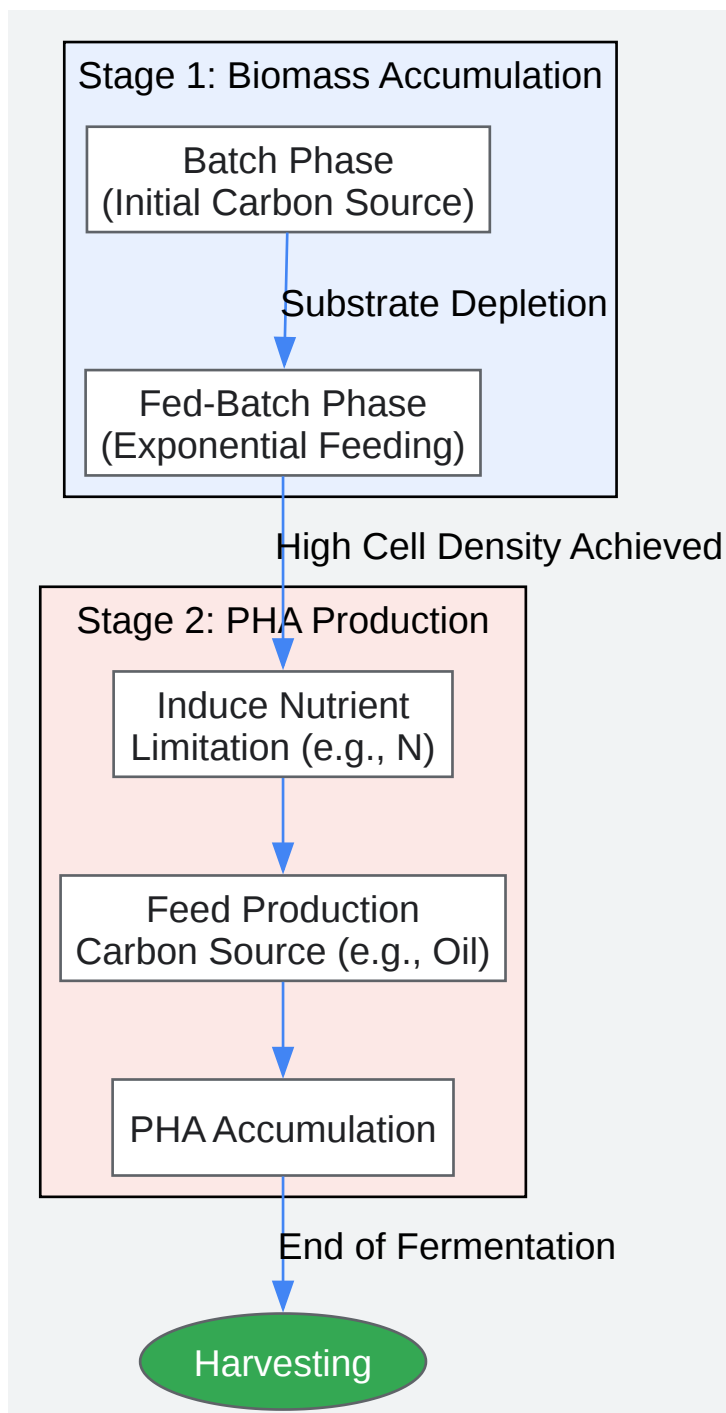 Stage 1: Biomass Accumulation
Batch Phase
(Initial Carbon Source)
Substrate Depletion
Fed-Batch Phase
(Exponential Feeding)
High Cell Density Achieved
Stage 2: PHA Production
Induce Nutrient
Limitation (e.g., N)
Feed Production
Carbon Source (e.g., Oil)
PHA Accumulation
End of Fermentation
Harvesting